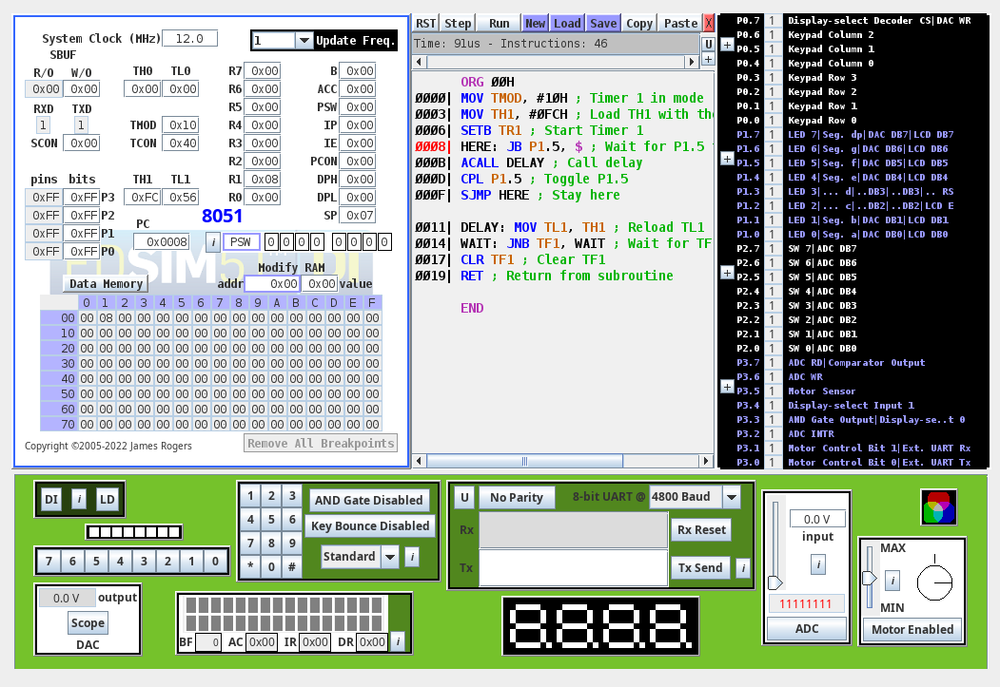 System Clock (MHz) 12.0 1 Update Freq.
SBUF
R/O W/O TH0 TL0 R7 0x00 B 0x00
0x00 0x00 0x00 0x00 R6 0x00 ACC 0x00
RXD TXD R5 0x00 PSW 0x00
1 1 TMOD 0x10 R4 0x00 IP 0x00
SCON 0x00 TCON 0x40 R3 0x00 IE 0x00
R2 0x00 PCON 0x00
pins bits TH1 TL1 R1 0x08 DPH 0x00
0xFF 0xFF P3 0xFC 0x56 R0 0x00 DPL 0x00
0xFF 0xFF P2 8051 SP 0x07
0xFF 0xFF P1 PC
0xFF 0xFF P0 0x0008 i PSW 0 0 0 0 0 0 0 0
Modify RAM
Data Memory addr 0x00 0x00 value
0 1 2 3 4 5 6 7 8 9 A B C D E F
00 00 08 00 00 00 00 00 00 00 00 00 00 00 00 00 00
10 00 00 00 00 00 00 00 00 00 00 00 00 00 00 00 00
20 00 00 00 00 00 00 00 00 00 00 00 00 00 00 00 00
30 00 00 00 00 00 00 00 00 00 00 00 00 00 00 00 00
40 00 00 00 00 00 00 00 00 00 00 00 00 00 00 00 00
50 00 00 00 00 00 00 00 00 00 00 00 00 00 00 00 00
60 00 00 00 00 00 00 00 00 00 00 00 00 00 00 00 00
70 00 00 00 00 00 00 00 00 00 00 00 00 00 00 00 00
Copyright ©2005-2022 James Rogers Remove All Breakpoints
RST Step Run New Load Save Copy Paste X
Time: 91us - Instructions: 46 U
+
ORG 00H
0000| MOV TMOD, #10H ; Timer 1 in mode
0003| MOV TH1, #0FCH ; Load TH1 with the
0006| SETB TR1 ; Start Timer 1
0008| HERE: JB P1.5, $ ; Wait for P1.5
000B| ACALL DELAY ; Call delay
000D| CPL P1.5 ; Toggle P1.5
000F| SJMP HERE ; Stay here
0011| DELAY: MOV TL1, TH1 ; Reload TL1
0014| WAIT: JNB TF1, WAIT ; Wait for TF
0017| CLR TF1 ; Clear TF1
0019| RET ; Return from subroutine
END
P0.7 1 Display-select Decoder CS|DAC WR
P0.6 1 Keypad Column 2
P0.5 1 Keypad Column 1
P0.4 1 Keypad Column 0
P0.3 1 Keypad Row 3
P0.2 1 Keypad Row 2
P0.1 1 Keypad Row 1
P0.0 1 Keypad Row 0
P1.7 1 LED 7|Seg. dp|DAC DB7|LCD DB7
P1.6 1 LED 6|Seg. g|DAC DB6|LCD DB6
P1.5 1 LED 5|Seg. f|DAC DB5|LCD DB5
P1.4 1 LED 4|Seg. e|DAC DB4|LCD DB4
P1.3 1 LED 3|... d|..DB3|..DB3|.. RS
P1.2 1 LED 2|... c|..DB2|..DB2|LCD E
P1.1 1 LED 1|Seg. b|DAC DB1|LCD DB1
P1.0 1 LED 0|Seg. a|DAC DB0|LCD DB0
P2.7 1 SW 7|ADC DB7
P2.6 1 SW 6|ADC DB6
P2.5 1 SW 5|ADC DB5
P2.4 1 SW 4|ADC DB4
P2.3 1 SW 3|ADC DB3
P2.2 1 SW 2|ADC DB2
P2.1 1 SW 1|ADC DB1
P2.0 1 SW 0|ADC DB0
P3.7 1 ADC RD|Comparator Output
P3.6 1 ADC WR
P3.5 1 Motor Sensor
P3.4 1 Display-select Input 1
P3.3 1 AND Gate Output|Display-se..t 0
P3.2 1 ADC INTR
P3.1 1 Motor Control Bit 1|Ext. UART Rx
P3.0 1 Motor Control Bit 0|Ext. UART Tx
DI i LD
7 6 5 4 3 2 1 0
0.0 V output
Scope
DAC
1 2 3 AND Gate Disabled
4 5 6 Key Bounce Disabled
7 8 9 Standard i
* 0 #
BF 0 AC 0x00 IR 0x00 DR 0x00 i
U No Parity 8-bit UART @ 4800 Baud
Rx Rx Reset
Tx Tx Send i
8.8.8.8.
0.0 V
input
i
11111111
ADC
MAX
i
MIN
Motor Enabled